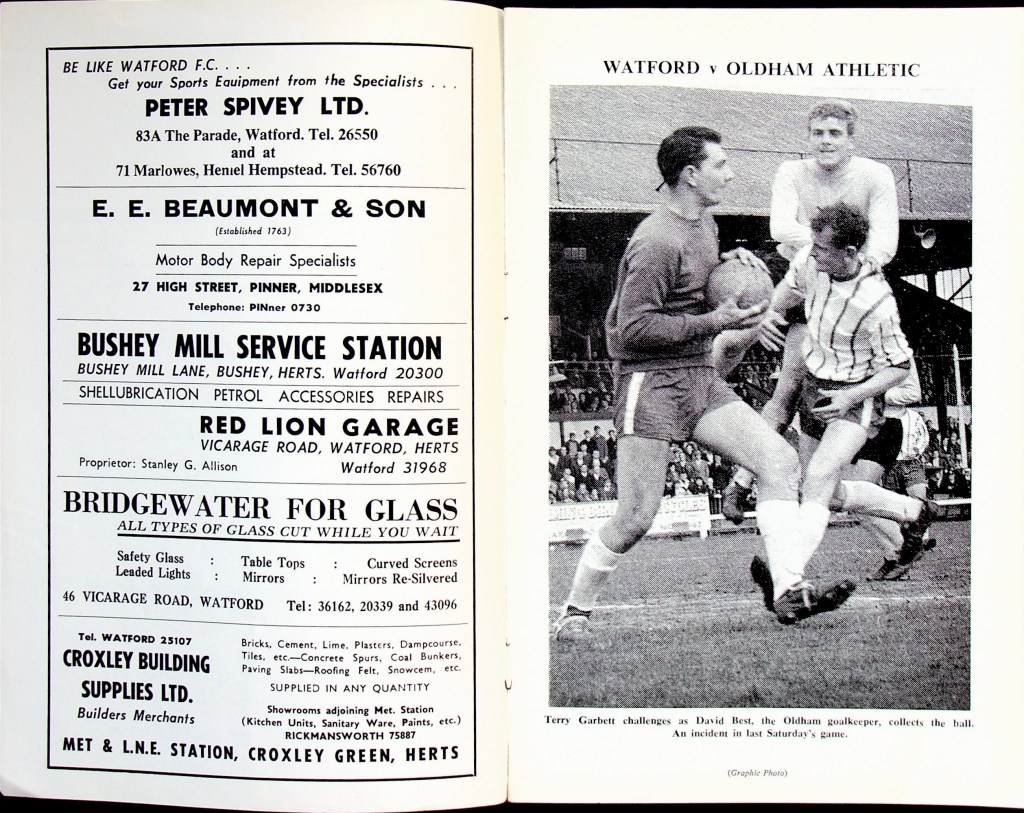 BE LIKE WATFORD F.C. . . .
Get your Sports Equipment from the Specialists . . .
PETER SPIVEY LTD.
83A The Parade, Watford. Tel. 26550
and at
71 Marlowes, Hemel Hempstead. Tel. 56760
E. E. BEAUMONT & SON
(Established 1763)
Motor Body Repair Specialists
27 HIGH STREET, PINNER, MIDDLESEX
Telephone: PINner 0730
BUSHEY MILL SERVICE STATION
BUSHEY MILL LANE, BUSHEY, HERTS. Watford 20300
SHELLUBRICATION PETROL ACCESSORIES REPAIRS
RED LION GARAGE
VICARAGE ROAD, WATFORD, HERTS
Proprietor: Stanley G. Allison Watford 31968
BRIDGEWATER FOR GLASS
ALL TYPES OF GLASS CUT WHILE YOU WAIT
Safety Glass : Table Tops : Curved Screens
Leaded Lights : Mirrors : Mirrors Re-Silvered
46 VICARAGE ROAD, WATFORD Tel: 36162, 20339 and 43096
Tel. WATFORD 25107
CROXLEY BUILDING
SUPPLIES LTD.
Builders Merchants
Bricks, Cement, Lime, Plasters, Dampcourse,
Tiles, etc.—Concrete Spurs, Coal Bunkers,
Paving Slabs—Roofing Felt, Snowcem, etc.
SUPPLIED IN ANY QUANTITY
Showrooms adjoining Met. Station
(Kitchen Units, Sanitary Ware, Paints, etc.)
RICKMANSWORTH 75887
MET & L.N.E. STATION, CROXLEY GREEN, HERTS
WATFORD v OLDHAM ATHLETIC
Terry Garbett challenges as David Best, the Oldham goalkeeper, collects the ball.
An incident in last Saturday's game.
(Graphic Photo)